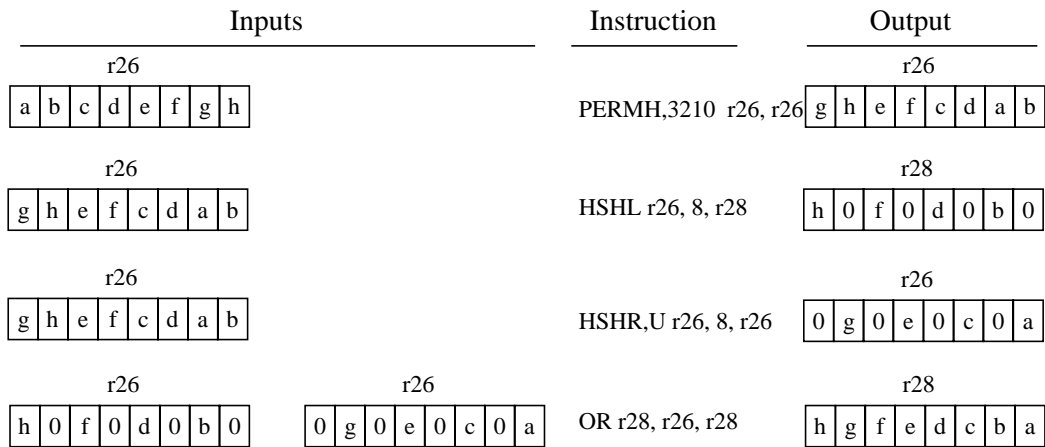 Inputs Instruction Output
r26 r26
a b c d e f g h PERMH,3210 r26, r26 g h e f c d a b
r26 r28
g h e f c d a b HSHL r26, 8, r28 h 0 f 0 d 0 b 0
r26 r26
g h e f c d a b HSHR,U r26, 8, r26 0 g 0 e 0 c 0 a
r26 r26 r28
h 0 f 0 d 0 b 0 0 g 0 e 0 c 0 a OR r28, r26, r28 h g f e d c b a